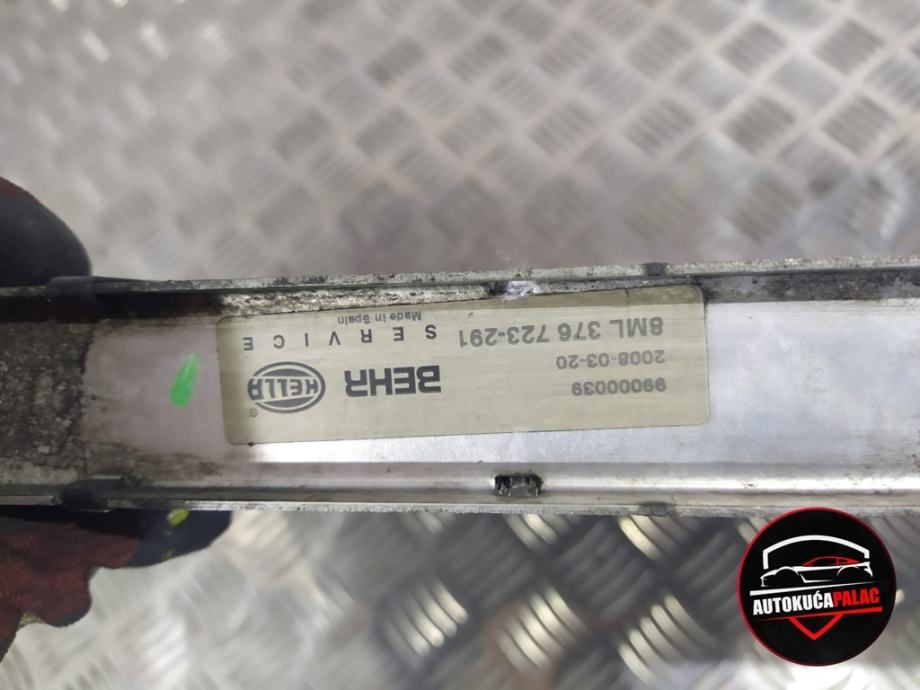 99000039
2008-03-20
8ML 376 723-291
BEHR
HELLA
®
SERVICE
Made in Spain
AUTOKUĆAPALAC